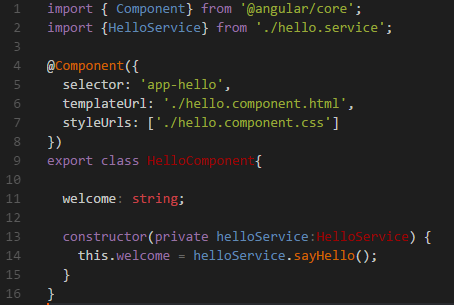 1 import { Component} from '@angular/core';
2 import {HelloService} from './hello.service';
3
4 @Component({
5   selector: 'app-hello',
6   templateUrl: './hello.component.html',
7   styleUrls: ['./hello.component.css']
8 })
9 export class HelloComponent{
10
11   welcome: string;
12
13   constructor(private helloService:HelloService) {
14     this.welcome = helloService.sayHello();
15   }
16 }